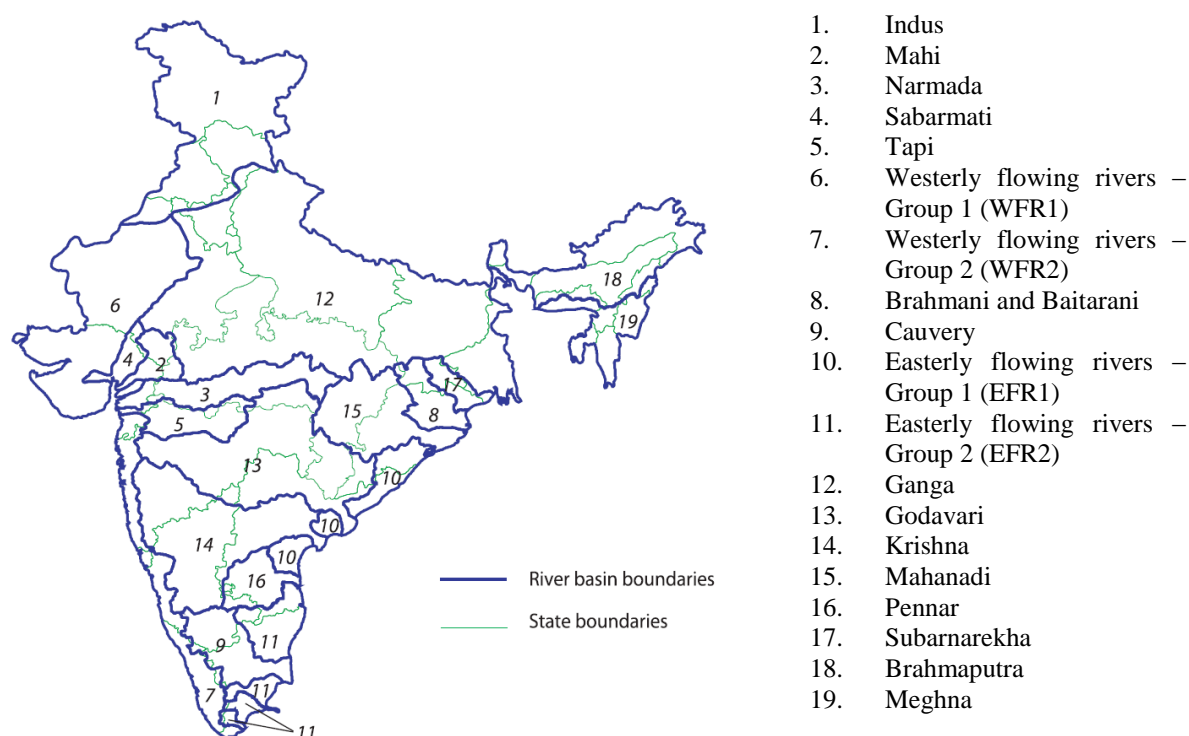 1
12
6
18
19
4
2
3
17
5
15
8
13
10
10
14
10
16
9
11
7
11
11
River basin boundaries
State boundaries
1. Indus
2. Mahi
3. Narmada
4. Sabarmati
5. Tapi
6. Westerly flowing rivers –
Group 1 (WFR1)
7. Westerly flowing rivers –
Group 2 (WFR2)
8. Brahmani and Baitarani
9. Cauvery
10. Easterly flowing rivers –
Group 1 (EFR1)
11. Easterly flowing rivers –
Group 2 (EFR2)
12. Ganga
13. Godavari
14. Krishna
15. Mahanadi
16. Pennar
17. Subarnarekha
18. Brahmaputra
19. Meghna